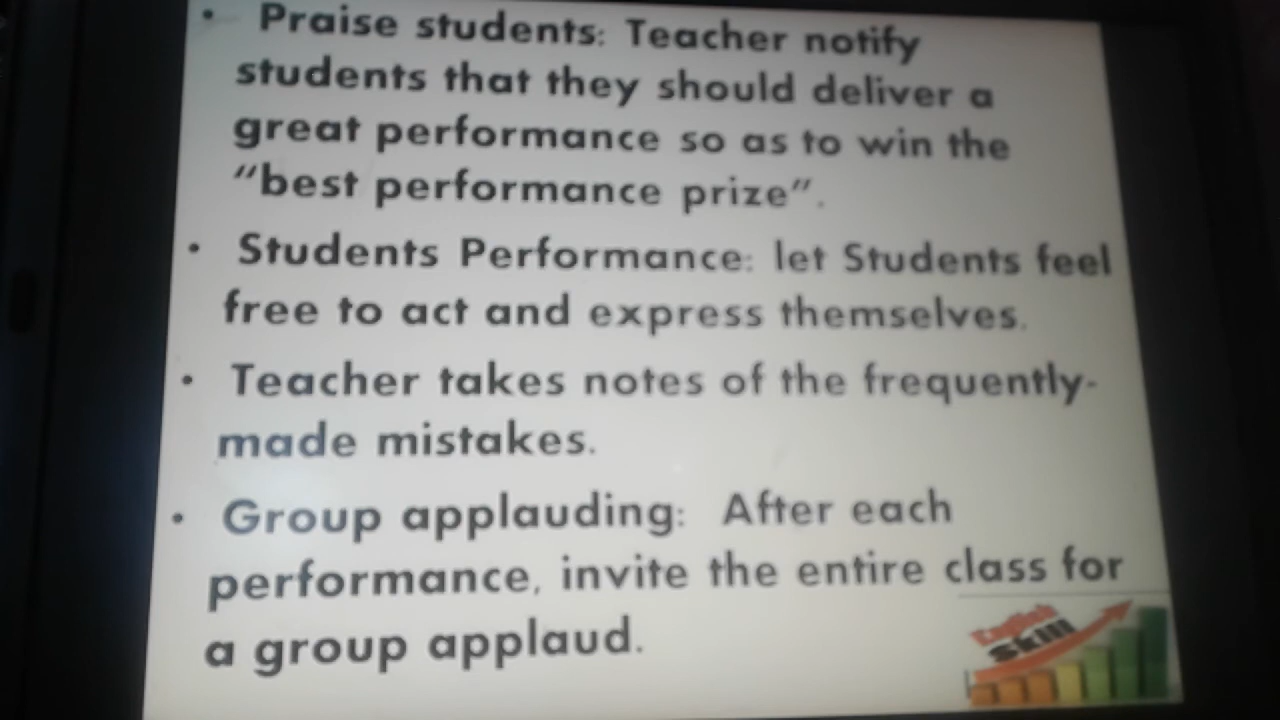 • Praise students: Teacher notify
students that they should deliver a
great performance so as to win the
“best performance prize”.
• Students Performance: let Students feel
free to act and express themselves.
• Teacher takes notes of the frequently-
made mistakes.
• Group applauding: After each
performance, invite the entire class for
a group applaud.
English
Skill